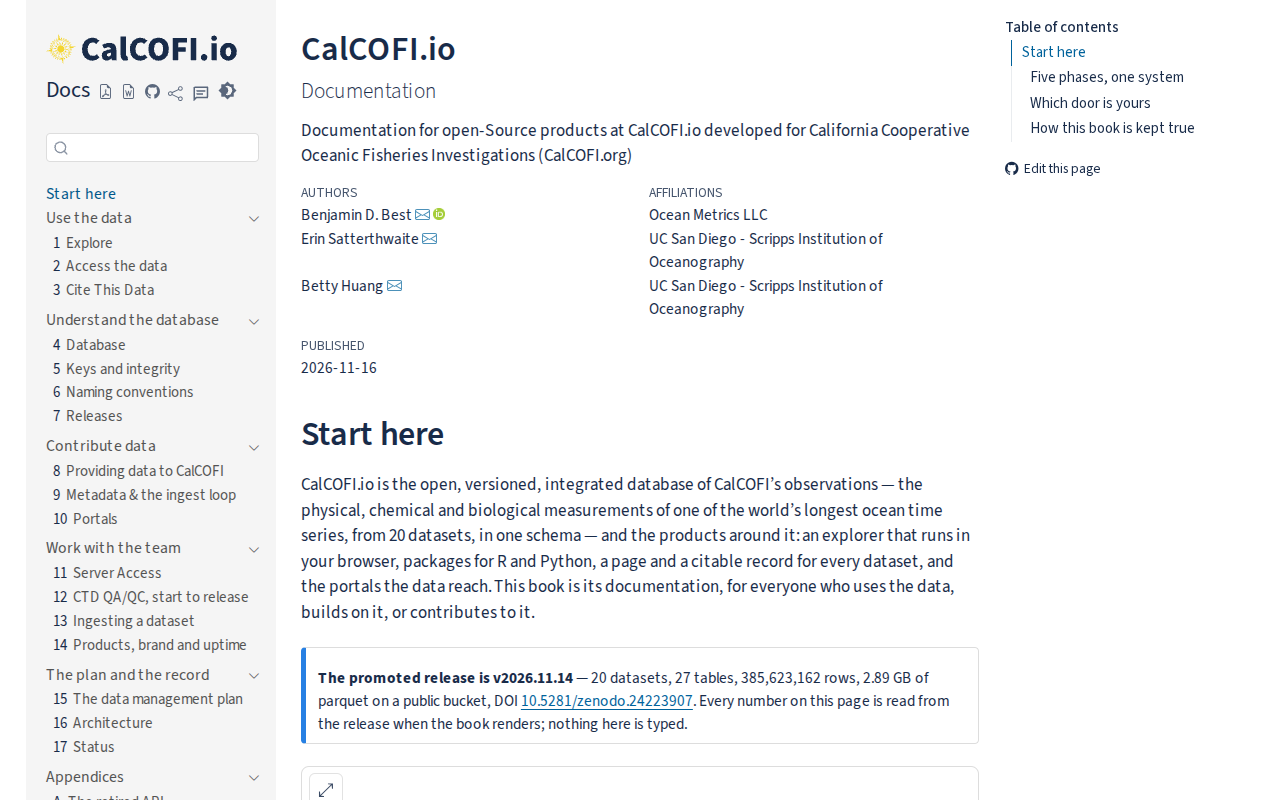 CalCOFI.io
Docs
Start here
Use the data
1 Explore
2 Access the data
3 Cite This Data
Understand the database
4 Database
5 Keys and integrity
6 Naming conventions
7 Releases
Contribute data
8 Providing data to CalCOFI
9 Metadata & the ingest loop
10 Portals
Work with the team
11 Server Access
12 CTD QA/QC, start to release
13 Ingesting a dataset
14 Products, brand and uptime
The plan and the record
15 The data management plan
16 Architecture
17 Status
Appendices
A The retired API
CalCOFI.io
Documentation
Documentation for open-Source products at CalCOFI.io developed for California Cooperative
Oceanic Fisheries Investigations (CalCOFI.org)
AUTHORS
AFFILIATIONS
Benjamin D. Best
Ocean Metrics LLC
Erin Satterthwaite
UC San Diego - Scripps Institution of
Oceanography
Betty Huang
UC San Diego - Scripps Institution of
Oceanography
PUBLISHED
2026-11-16
Start here
CalCOFI.io is the open, versioned, integrated database of CalCOFI’s observations — the
physical, chemical and biological measurements of one of the world’s longest ocean time
series, from 20 datasets, in one schema — and the products around it: an explorer that runs in
your browser, packages for R and Python, a page and a citable record for every dataset, and
the portals the data reach. This book is its documentation, for everyone who uses the data,
builds on it, or contributes to it.
The promoted release is v2026.11.14 — 20 datasets, 27 tables, 385,623,162 rows, 2.89 GB of
parquet on a public bucket, DOI 10.5281/zenodo.24223907. Every number on this page is read from
the release when the book renders; nothing here is typed.
Table of contents
Start here
Five phases, one system
Which door is yours
How this book is kept true
Edit this page